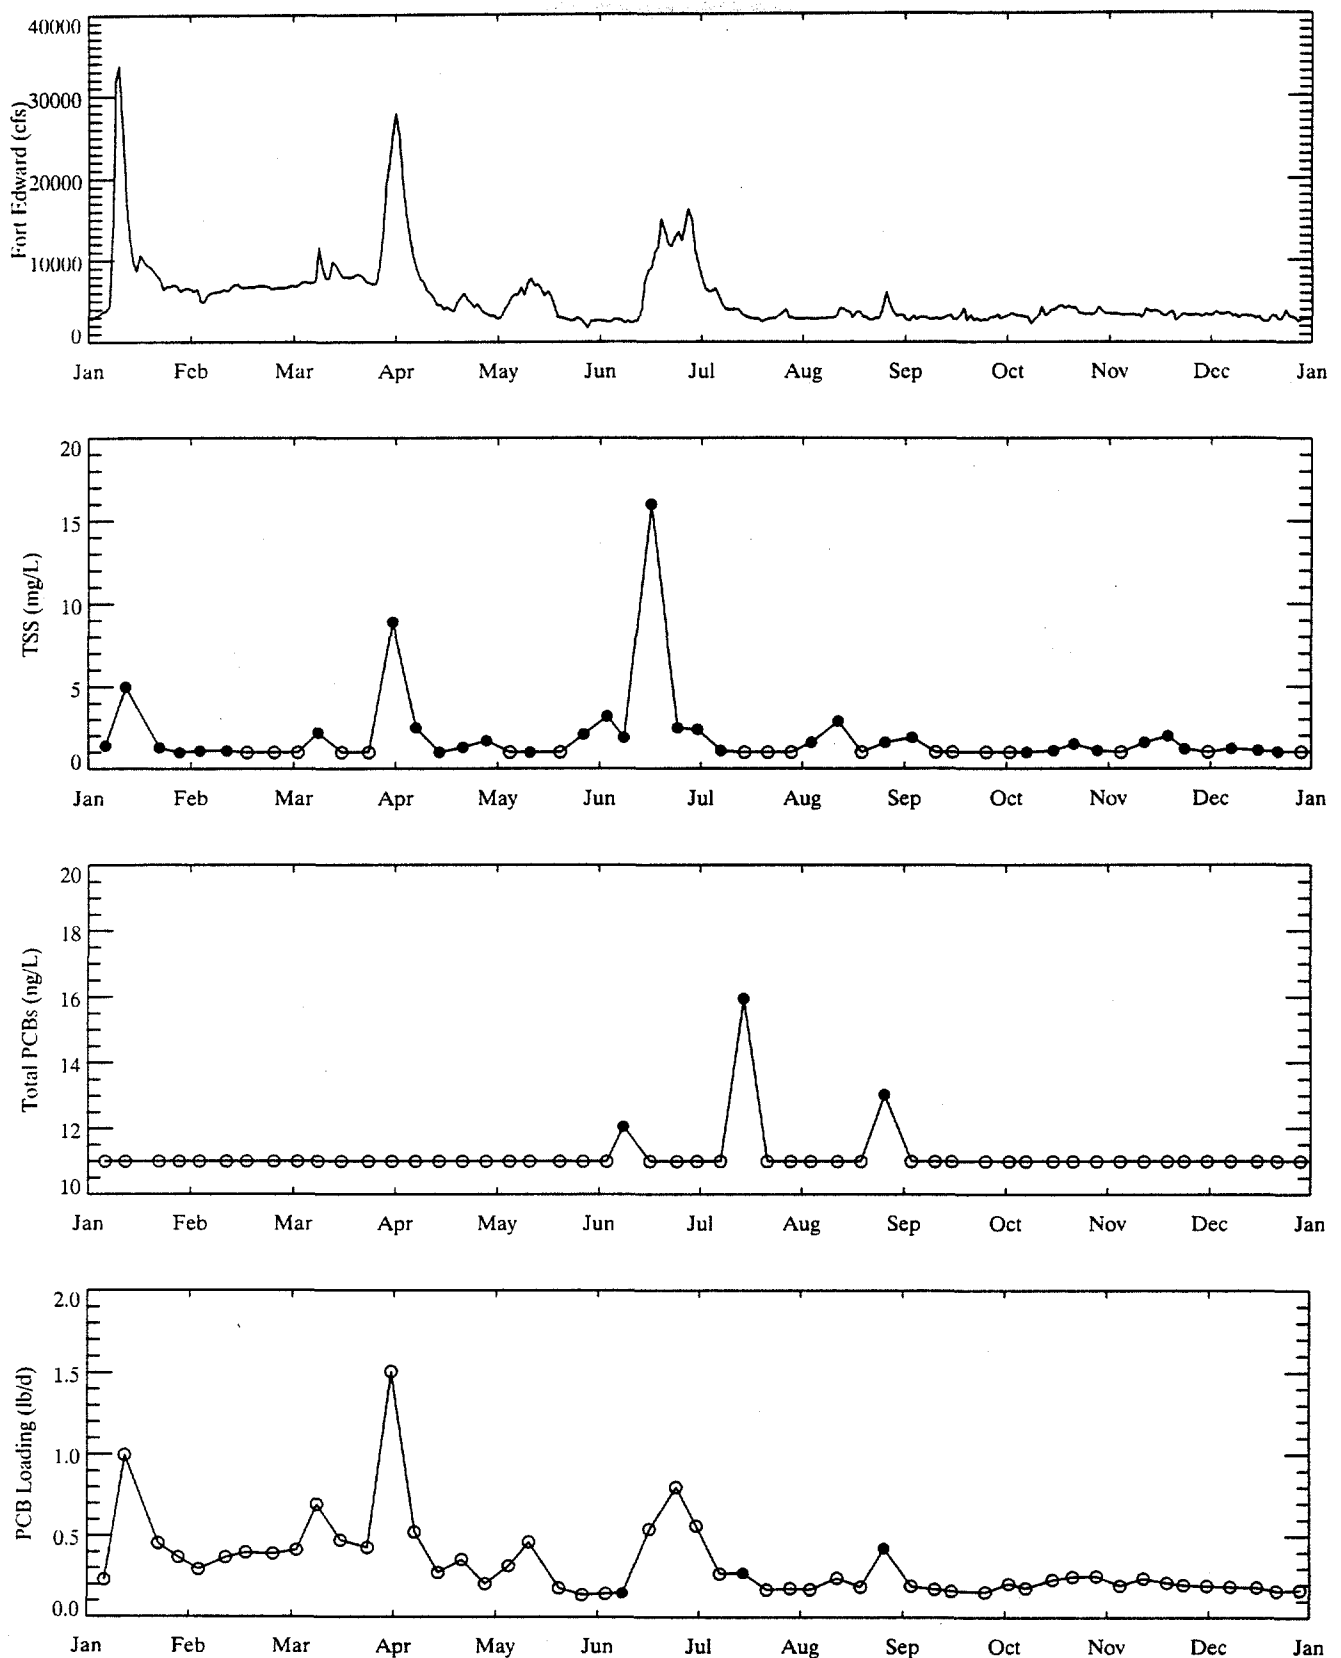 Fort Edward (cfs)
40000
30000
20000
10000
0
Jan Feb Mar Apr May Jun Jul Aug Sep Oct Nov Dec Jan
TSS (mg/L)
20
15
10
5
0
Jan Feb Mar Apr May Jun Jul Aug Sep Oct Nov Dec Jan
Total PCBs (ng/L)
20
18
16
14
12
10
Jan Feb Mar Apr May Jun Jul Aug Sep Oct Nov Dec Jan
PCB Loading (lb/d)
2.0
1.5
1.0
0.5
0.0
Jan Feb Mar Apr May Jun Jul Aug Sep Oct Nov Dec Jan